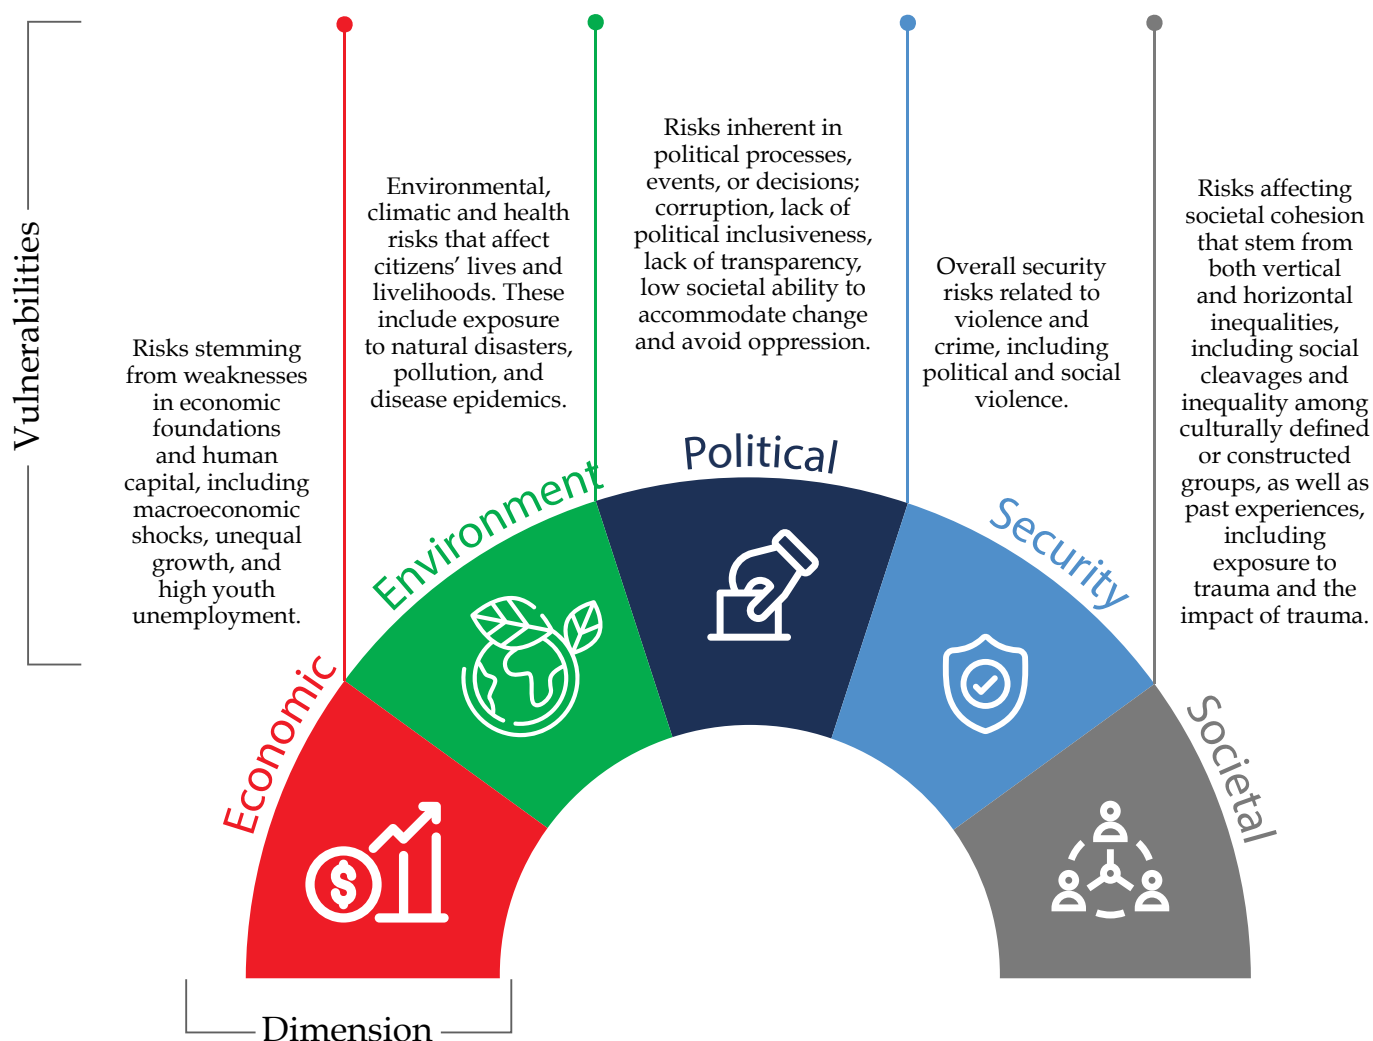 Vulnerabilities
Risks stemming
from weaknesses
in economic
foundations
and human
capital, including
macroeconomic
shocks, unequal
growth, and
high youth
unemployment.
Environmental,
climatic and health
risks that affect
citizens’ lives and
livelihoods. These
include exposure
to natural disasters,
pollution, and
disease epidemics.
Risks inherent in
political processes,
events, or decisions;
corruption, lack of
political inclusiveness,
lack of transparency,
low societal ability to
accommodate change
and avoid oppression.
Overall security
risks related to
violence and
crime, including
political and social
violence.
Risks affecting
societal cohesion
that stem from
both vertical
and horizontal
inequalities,
including social
cleavages and
inequality among
culturally defined
or constructed
groups, as well as
past experiences,
including
exposure to
trauma and the
impact of trauma.
Economic
Environment
Political
Security
Societal
$
Dimension